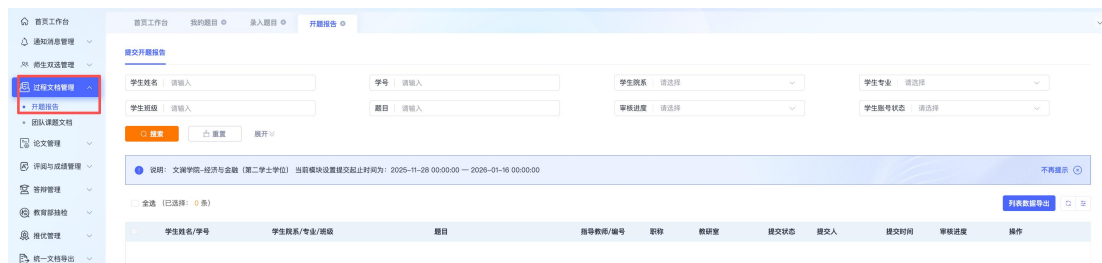 首页工作台
首页工作台 我的题目 录入题目 开题报告
通知消息管理
师生双选管理
过程文档管理
开题报告
团队课题文档
论文管理
评阅与成绩管理
答辩管理
教育部抽检
推优管理
统一文档导出
提交开题报告
学生姓名 请输入 学号 请输入 学生院系 请选择 学生专业 请选择
学生班级 请输入 题目 请输入 审核进度 请选择 学生账号状态 请选择
搜索 重置 展开
说明: 文澜学院-经济与金融 (第二学士学位) 当前模块设置提交起止时间为: 2025-11-28 00:00:00 — 2026-01-16 00:00:00 不再提示
全选 (已选择: 0 条) 列表数据导出
学生姓名/学号 学生院系/专业/班级 题目 指导教师/编号 职称 教研室 提交状态 提交人 提交时间 审核进度 操作